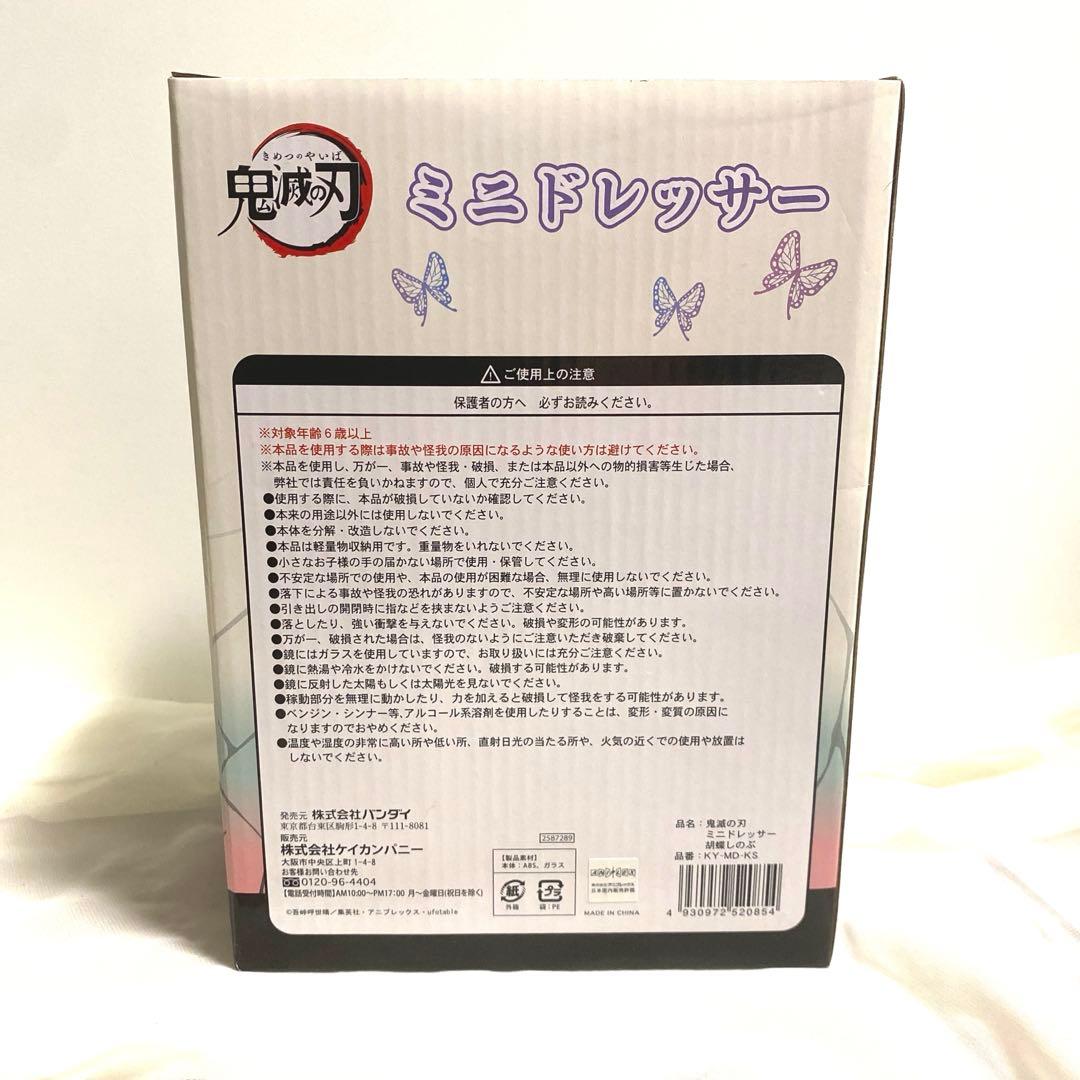 きめつのやいば
鬼滅の刃
ミニドレッサー
⚠ ご使用上の注意
保護者の方へ 必ずお読みください。
※対象年齢6歳以上
※本品を使用する際は事故や怪我の原因になるような使い方は避けてください。
※本品を使用し、万が一、事故や怪我・破損、または本品以外への物的損害等生じた場合、
弊社では責任を負いかねますので、個人で充分ご注意ください。
●使用する際に、本品が破損していないか確認してください。
●本来の用途以外には使用しないでください。
●本体を分解・改造しないでください。
●本品は軽量物収納用です。重量物をいれないでください。
●小さなお子様の手の届かない場所で使用・保管してください。
●不安定な場所での使用や、本品の使用が困難な場合、無理に使用しないでください。
●落下による事故や怪我の恐れがありますので、不安定な場所や高い場所等に置かないでください。
●引き出しの開閉時に指などを挟まないようご注意ください。
●落としたり、強い衝撃を与えないでください。破損や変形の可能性があります。
●万が一、破損された場合は、怪我のないようにご注意いただき破棄してください。
●鏡にはガラスを使用していますので、お取り扱いには充分ご注意ください。
●鏡に熱湯や冷水をかけないでください。破損する可能性があります。
●鏡に反射した太陽もしくは太陽光を見ないでください。
●稼動部分を無理に動かしたり、力を加えると破損して怪我をする可能性があります。
●ベンジン・シンナー等、アルコール系溶剤を使用したりすることは、変形・変質の原因に
なりますのでおやめください。
●温度や湿度の非常に高い所や低い所、直射日光の当たる所や、火気の近くでの使用や放置は
しないでください。
発売元 株式会社バンダイ
東京都台東区駒形1-4-8 〒111-8081
販売元
株式会社ケイカンパニー
大阪市中央区上町1-4-8
お客様お問い合せ先
0120-96-4404
【電話受付時間】AM10:00〜PM17:00 月〜金曜日(祝日を除く)
©吾峠呼世晴／集英社・アニプレックス・ufotable
2587289
【製品素材】
本体：ABS、ガラス
紙
外箱
プラ
袋：PE
株式会社アニプレックス
日本国内販売許諾
MADE IN CHINA
品名：鬼滅の刃
ミニドレッサー
胡蝶しのぶ
品番：KY-MD-KS
4 930972 520854